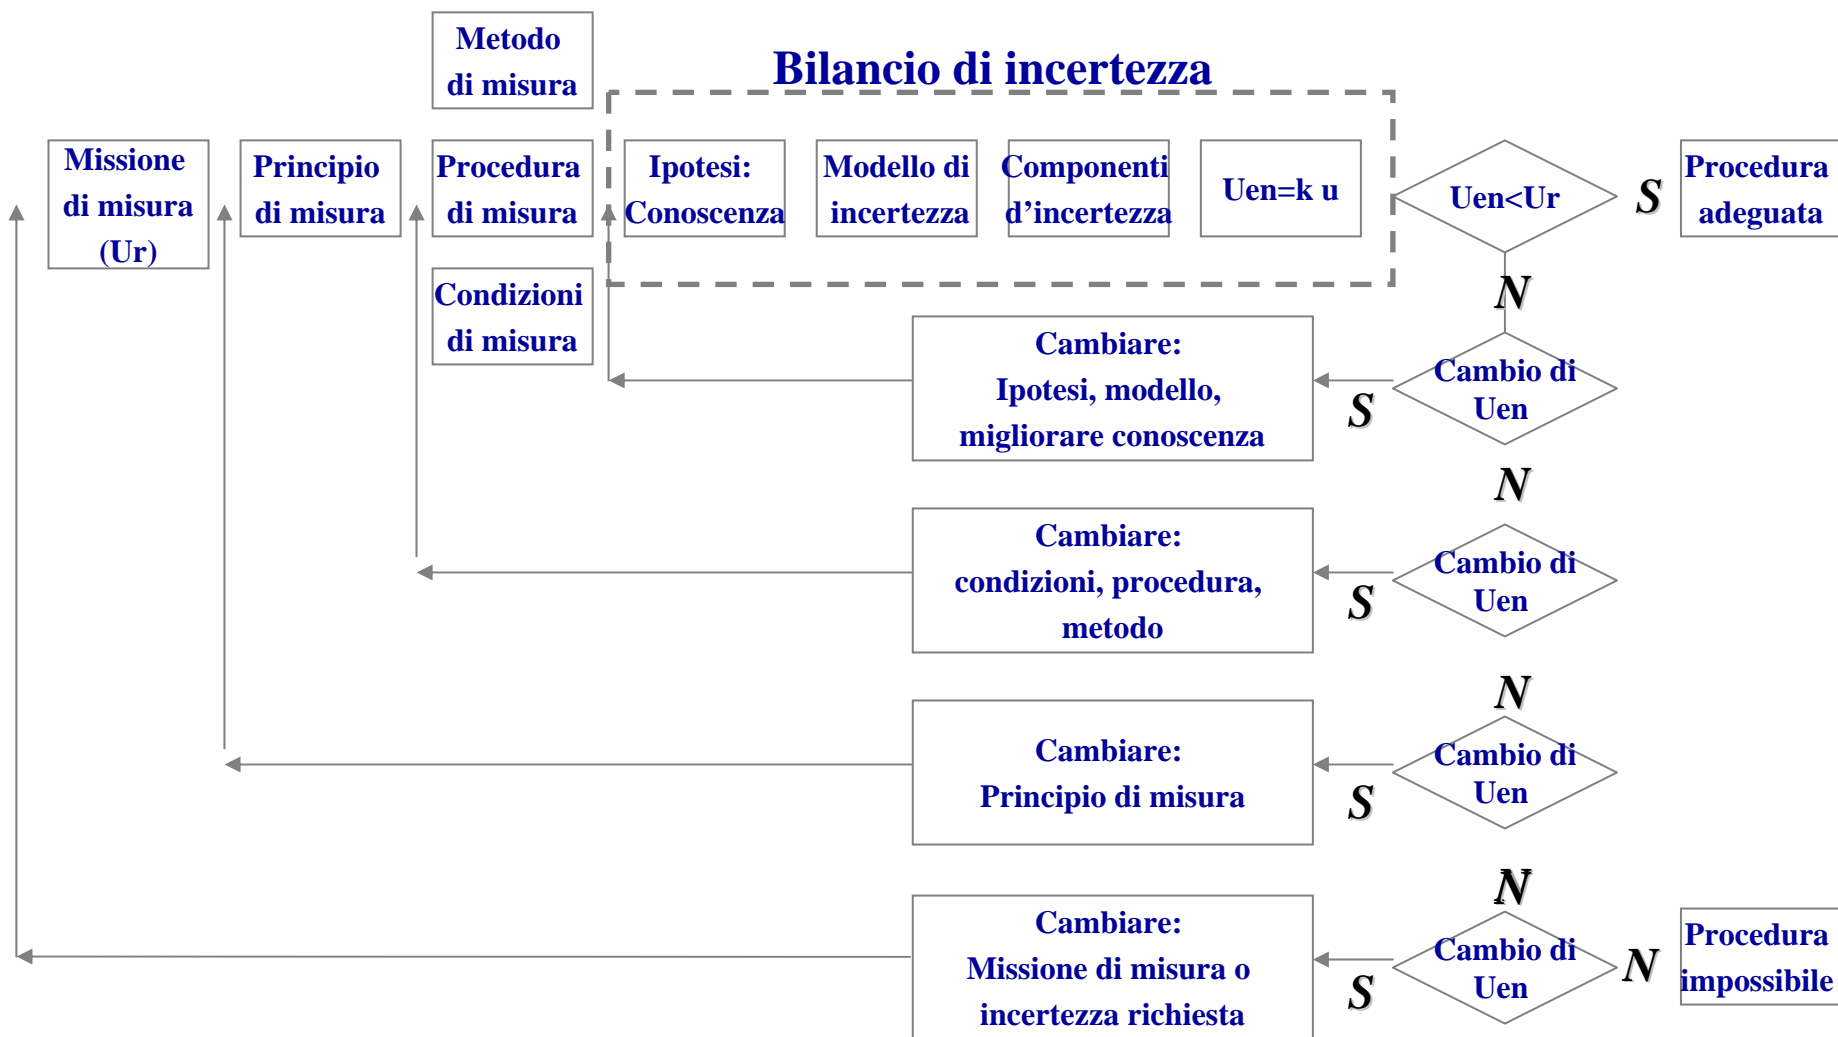 Metodo
di misura
Bilancio di incertezza
Missione
di misura
(Ur)
Principio
di misura
Procedura
di misura
Ipotesi:
Conoscenza
Modello di
incertezza
Componenti
d’incertezza
Uen=k u
Uen<Ur
S
Procedura
adeguata
N
Condizioni
di misura
Cambiare:
Ipotesi, modello,
migliorare conoscenza
S
Cambio di
Uen
N
Cambiare:
condizioni, procedura,
metodo
S
Cambio di
Uen
N
Cambiare:
Principio di misura
S
Cambio di
Uen
N
Cambiare:
Missione di misura o
incertezza richiesta
S
Cambio di
Uen
N
Procedura
impossibile